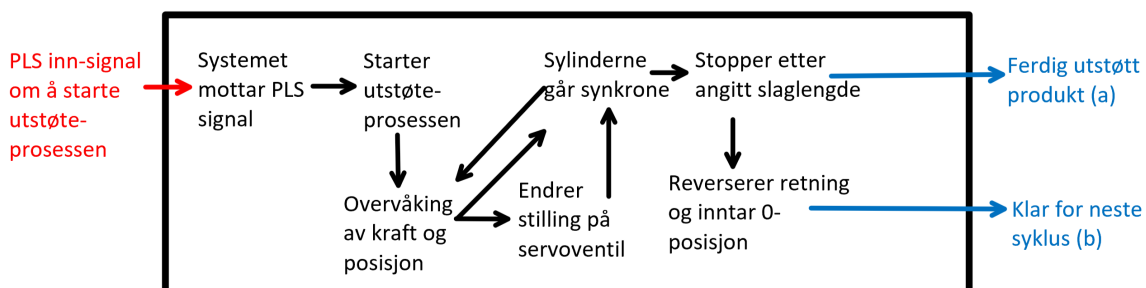 PLS inn-signal
om å starte
utstøte-
prosessen
Systemet
mottar PLS
signal
Starter
utstøte-
prosessen
Overvåking
av kraft og
posisjon
Endrer
stilling på
servoventil
Sylinderne
går synkrone
Stopper etter
angitt slaglengde
Reverserer retning
og inntar 0-
posisjon
Ferdig utstøtt
produkt (a)
Klar for neste
syklus (b)